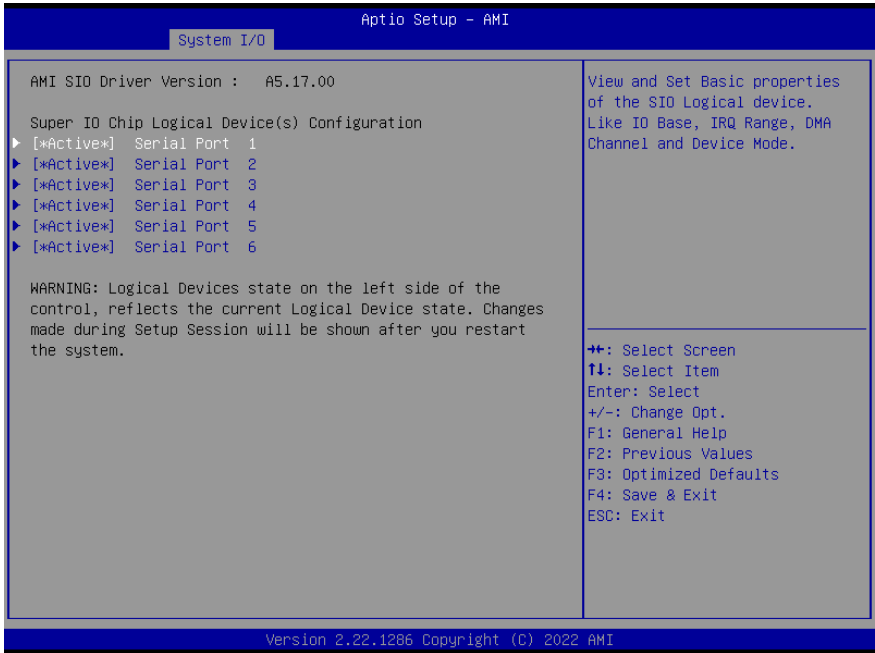 Aptio Setup - AMI
System I/O
AMI SIO Driver Version : A5.17.00
Super IO Chip Logical Device(s) Configuration
[*Active*] Serial Port 1
[*Active*] Serial Port 2
[*Active*] Serial Port 3
[*Active*] Serial Port 4
[*Active*] Serial Port 5
[*Active*] Serial Port 6
WARNING: Logical Devices state on the left side of the
control, reflects the current Logical Device state. Changes
made during Setup Session will be shown after you restart
the system.
View and Set Basic properties
of the SIO Logical device.
Like IO Base, IRQ Range, DMA
Channel and Device Mode.
→←: Select Screen
↑↓: Select Item
Enter: Select
+/-: Change Opt.
F1: General Help
F2: Previous Values
F3: Optimized Defaults
F4: Save & Exit
ESC: Exit
Version 2.22.1286 Copyright (C) 2022 AMI